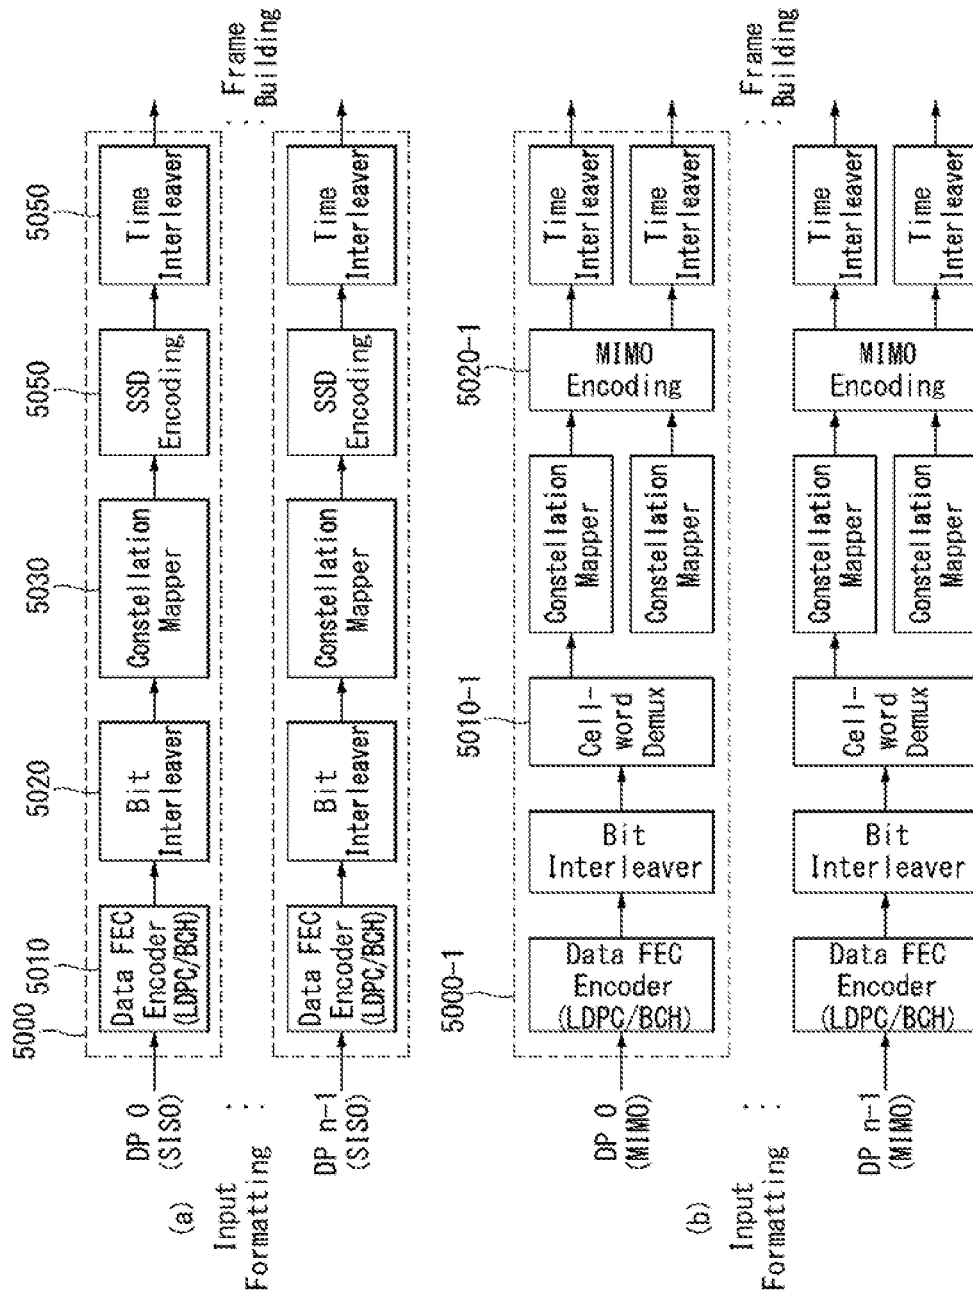 (a)
Input
Formatting
DP 0
(SISO)
5000
5010
Data FEC
Encoder
(LDPC/BCH)
5020
Bit
Interleaver
5030
Constellation
Mapper
5050
SSD
Encoding
5050
Time
Interleaver
Frame
Building
DP n-1
(SISO)
Data FEC
Encoder
(LDPC/BCH)
Bit
Interleaver
Constellation
Mapper
SSD
Encoding
Time
Interleaver
(b)
Input
Formatting
DP 0
(MIMO)
5000-1
Data FEC
Encoder
(LDPC/BCH)
Bit
Interleaver
5010-1
Cell-
word
Demux
Constellation
Mapper
Constellation
Mapper
5020-1
MIMO
Encoding
Time
Interleaver
Time
Interleaver
Frame
Building
DP n-1
(MIMO)
Data FEC
Encoder
(LDPC/BCH)
Bit
Interleaver
Cell-
word
Demux
Constellation
Mapper
Constellation
Mapper
MIMO
Encoding
Time
Interleaver
Time
Interleaver